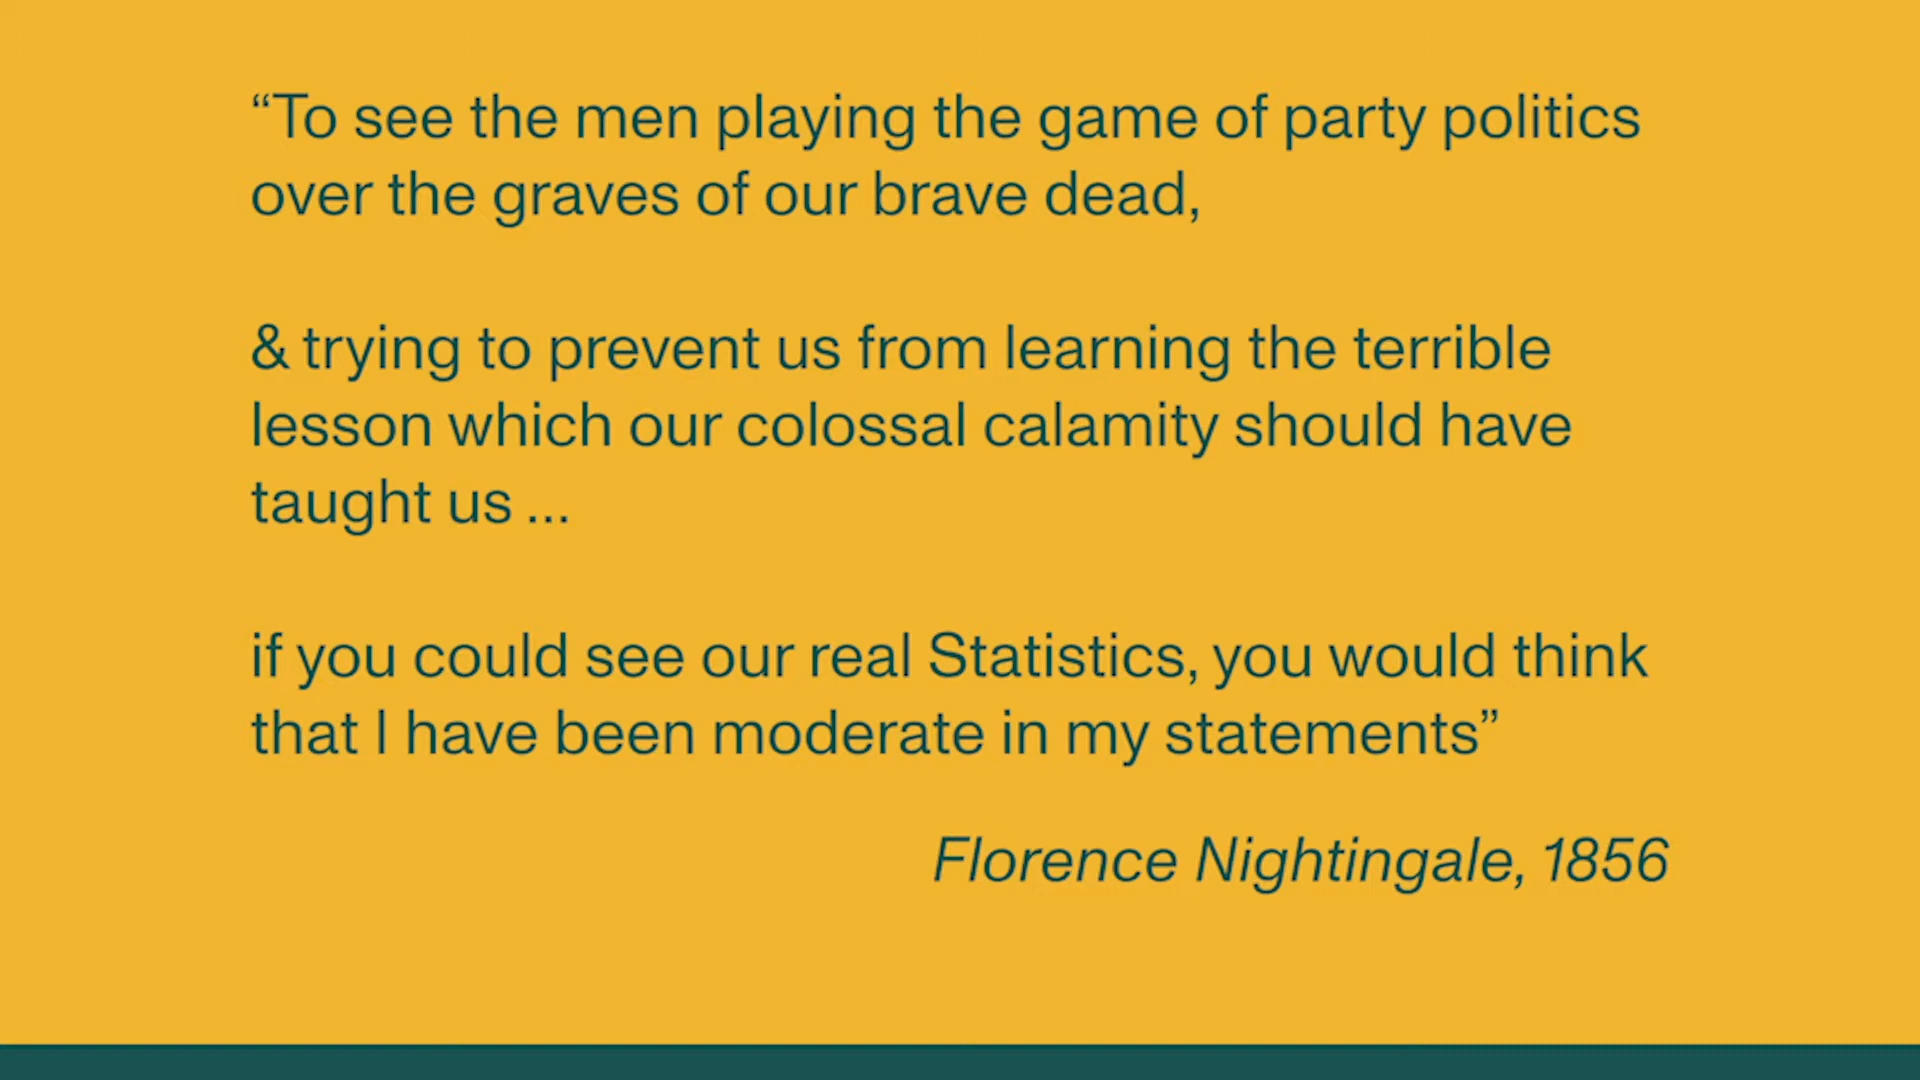 “To see the men playing the game of party politics
over the graves of our brave dead,
& trying to prevent us from learning the terrible
lesson which our colossal calamity should have
taught us ...
if you could see our real Statistics, you would think
that I have been moderate in my statements”
Florence Nightingale, 1856